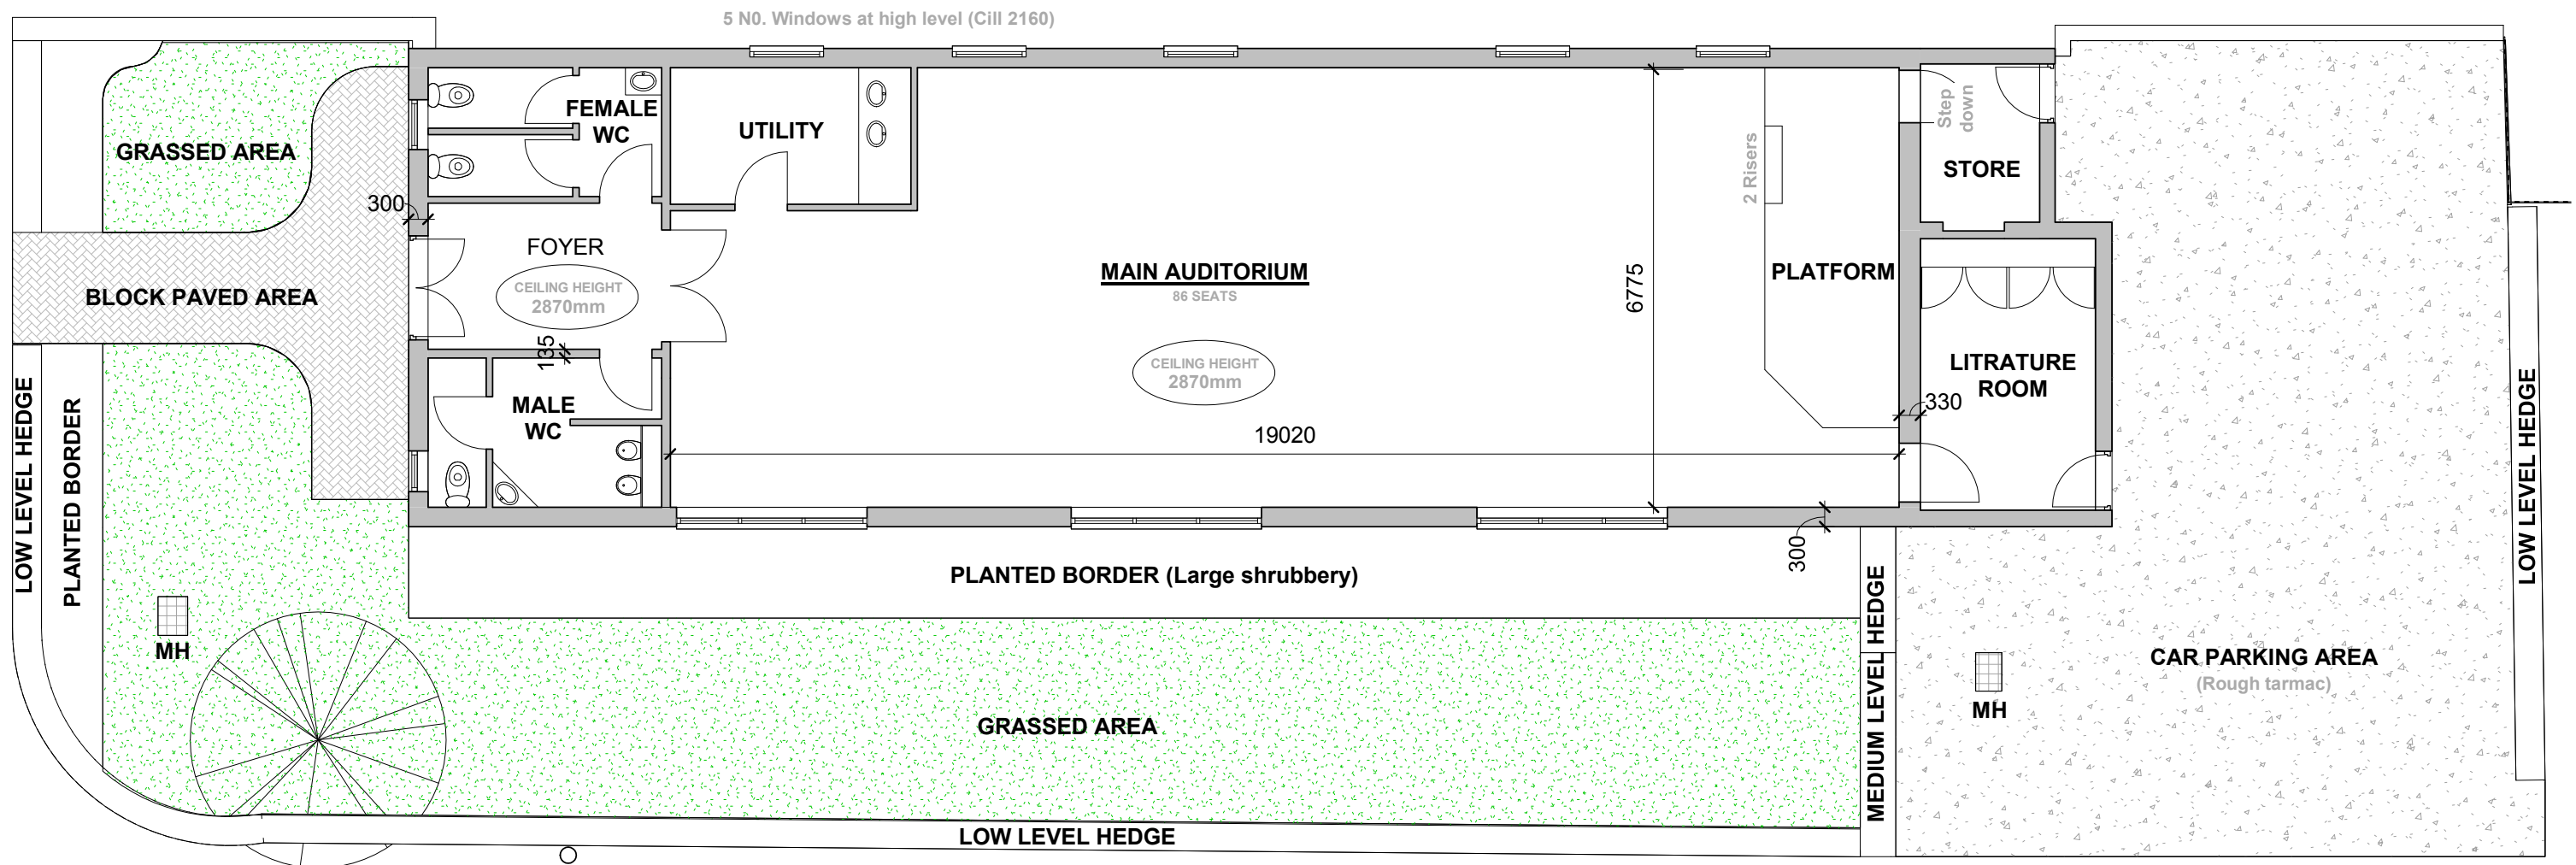 5 N0. Windows at high level (Cill 2160)
GRASSED AREA
300
BLOCK PAVED AREA
LOW LEVEL HEDGE
PLANTED BORDER
MH
FEMALE
WC
UTILITY
FOYER
CEILING HEIGHT
2870mm
135
MALE
WC
MAIN AUDITORIUM
86 SEATS
CEILING HEIGHT
2870mm
19020
6775
2 Risers
PLATFORM
Step
down
STORE
LITRATURE
ROOM
330
300
PLANTED BORDER (Large shrubbery)
GRASSED AREA
LOW LEVEL HEDGE
MEDIUM LEVEL HEDGE
CAR PARKING AREA
(Rough tarmac)
MH
LOW LEVEL HEDGE